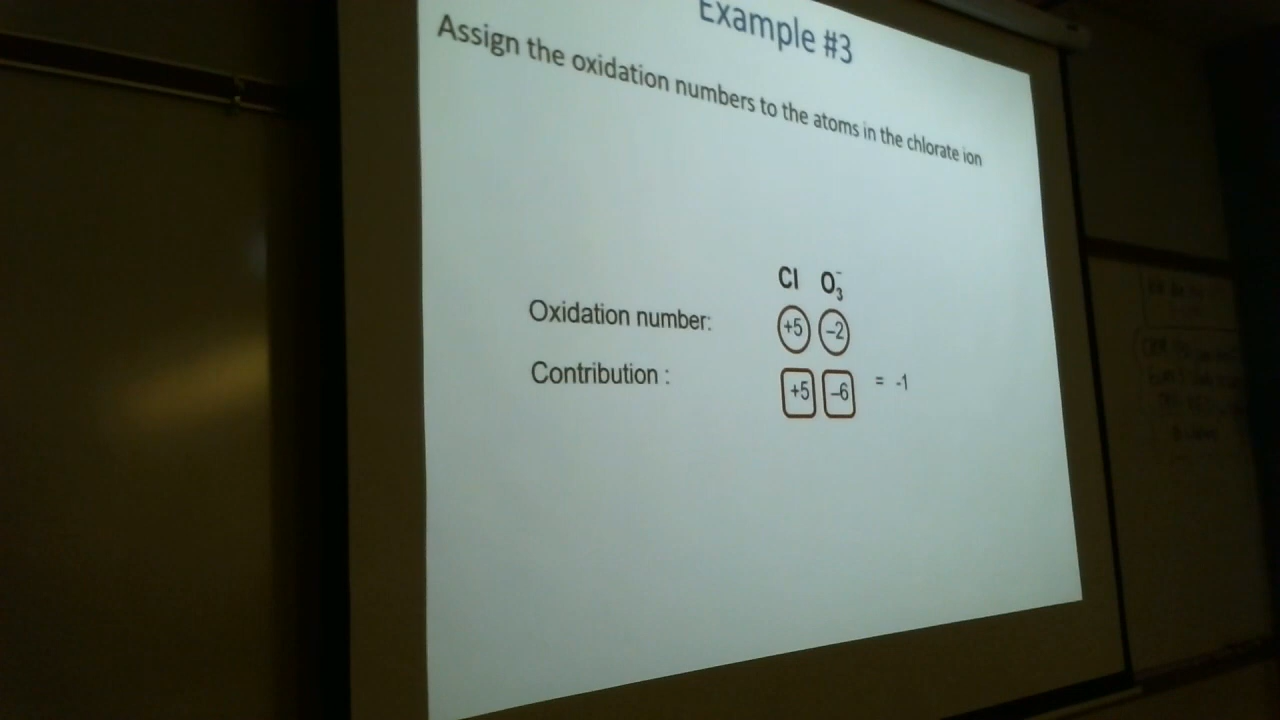 Example #3
Assign the oxidation numbers to the atoms in the chlorate ion
Cl O₃⁻
Oxidation number: +5 –2
Contribution : +5 –6 = -1